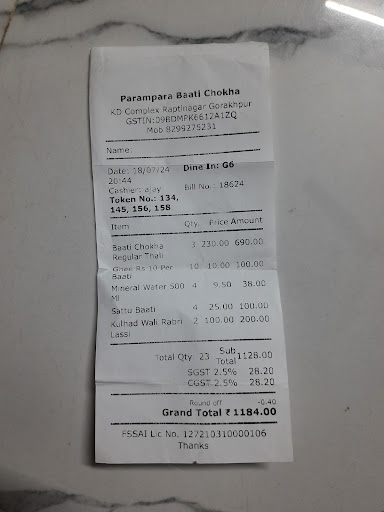 Parampara Baati Chokha
KD Complex Raptinagar Gorakhpur
GSTIN:09BDMPK6612A1ZQ
Mob 8299275231
Name:
Date: 18/07/24 Dine In: G6
20:44
Cashier: ajay Bill No.: 18624
Token No.: 134,
145, 156, 158
Item Qty. Price Amount
Baati Chokha 3 230.00 690.00
Regular Thali
Ghee Rs 10 Per 10 10.00 100.00
Baati
Mineral Water 500 4 9.50 38.00
Ml
Sattu Baati 4 25.00 100.00
Kulhad Wali Rabri 2 100.00 200.00
Lassi
Total Qty: 23 Sub Total 1128.00
SGST 2.5% 28.20
CGST 2.5% 28.20
Round off -0.40
Grand Total ₹ 1184.00
FSSAI Lic No. 127210310000106
Thanks